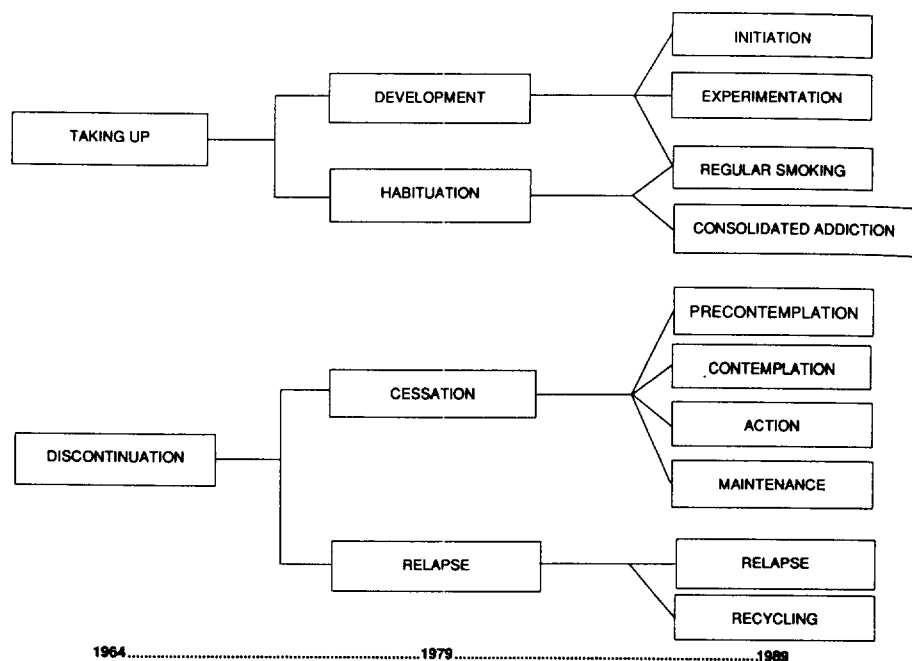 INITIATION
DEVELOPMENT
EXPERIMENTATION
TAKING UP
HABITUATION
REGULAR SMOKING
CONSOLIDATED ADDICTION
PRECONTEMPLATION
CESSATION
CONTEMPLATION
ACTION
DISCONTINUATION
MAINTENANCE
RELAPSE
RELAPSE
RECYCLING
1964..........1979..........1989